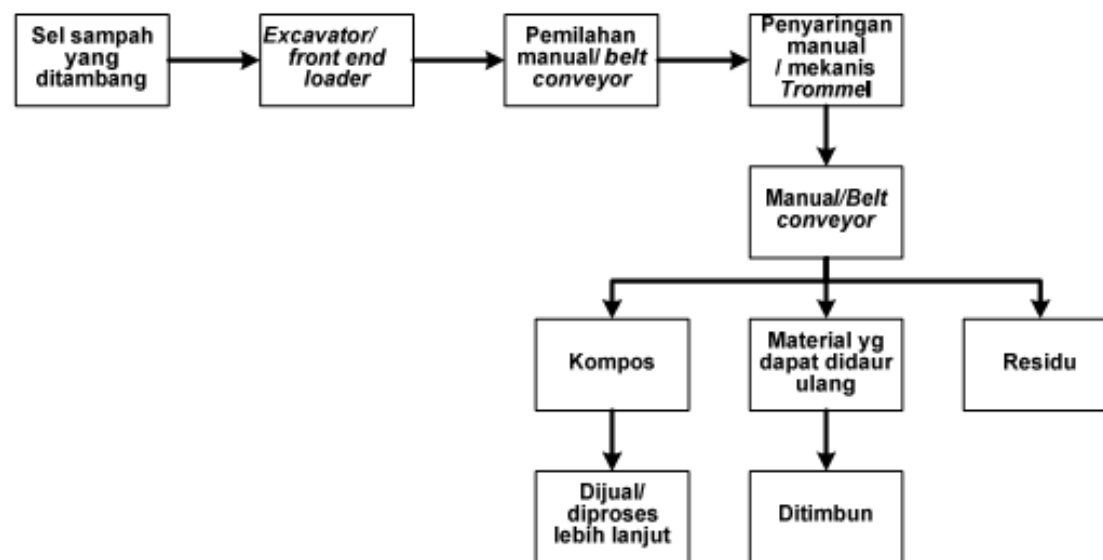 Sel sampah
yang
ditambang
Excavator/
front end
loader
Pemilahan
manual/ belt
conveyor
Penyaringan
manual
/ mekanis
Trommel
Manual/Belt
conveyor
Kompos
Material yg
dapat didaur
ulang
Residu
Dijual/
diproses
lebih lanjut
Ditimbun